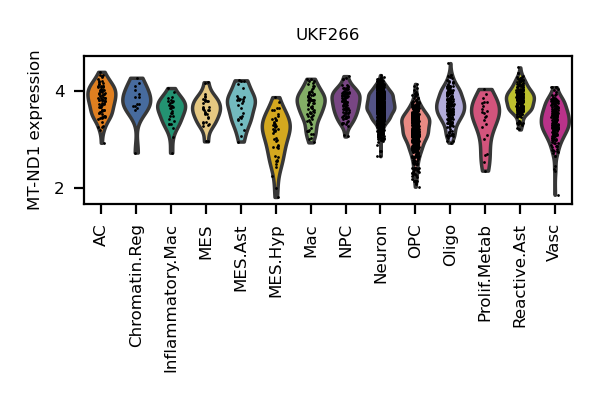 UKF266
MT-ND1 expression
4
2
AC
Chromatin.Reg
Inflammatory.Mac
MES
MES.Ast
MES.Hyp
Mac
NPC
Neuron
OPC
Oligo
Prolif.Metab
Reactive.Ast
Vasc